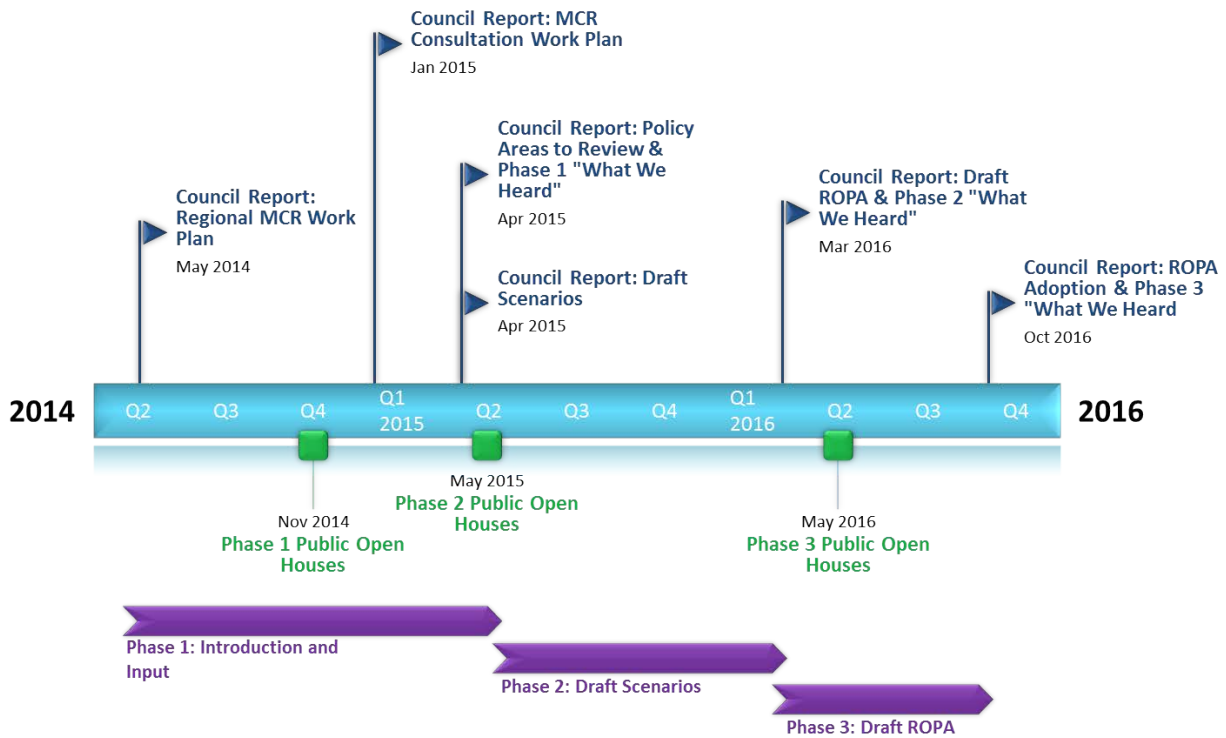 Council Report: MCR
Consultation Work Plan
Jan 2015
Council Report: Policy
Areas to Review &
Phase 1 "What We
Heard"
Apr 2015
Council Report: Regional MCR Work
Plan
May 2014
Council Report: Draft
ROPA & Phase 2 "What
We Heard"
Mar 2016
Council Report: Draft
Scenarios
Apr 2015
Council Report: ROPA
Adoption & Phase 3
"What We Heard
Oct 2016
2014
Q2
Q3
Q4
Q1
2015
Q2
Q3
Q4
Q1
2016
Q2
Q3
Q4
2016
Nov 2014
Phase 1 Public Open
Houses
May 2015
Phase 2 Public Open
Houses
May 2016
Phase 3 Public Open
Houses
Phase 1: Introduction and
Input
Phase 2: Draft Scenarios
Phase 3: Draft ROPA